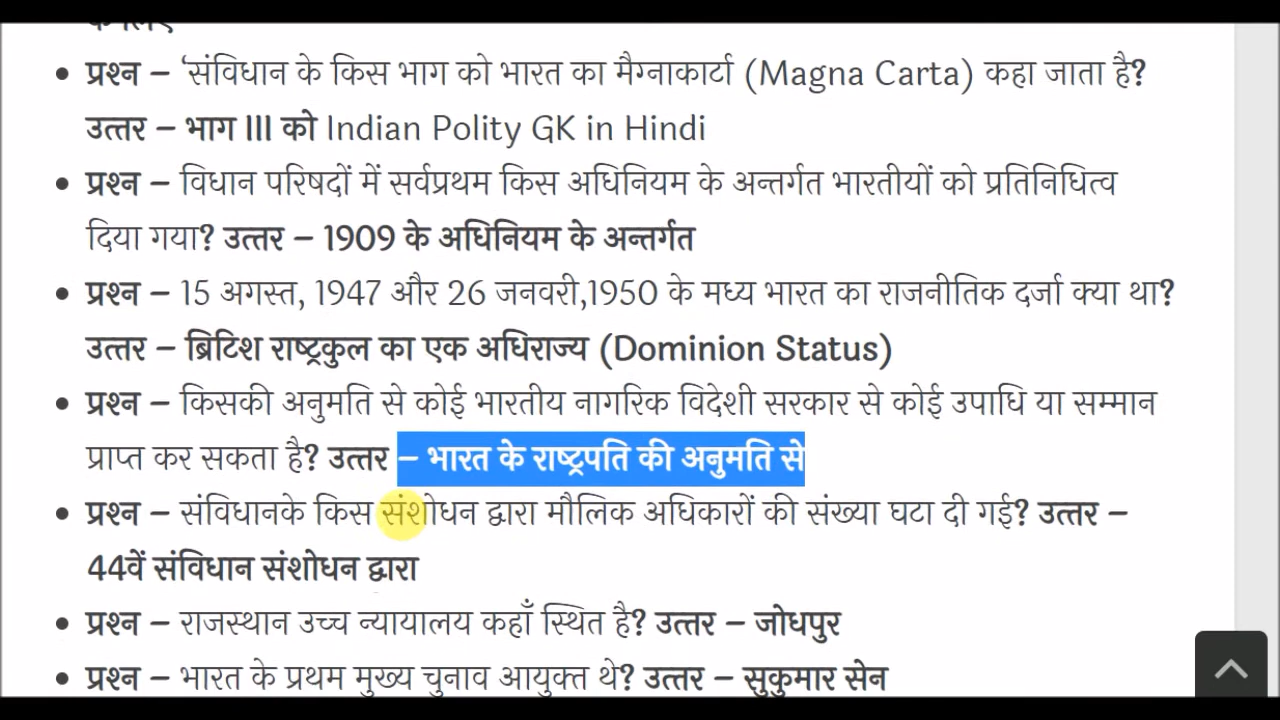 के लिए
प्रश्न – ‘संविधान के किस भाग को भारत का मैग्नाकार्टा (Magna Carta) कहा जाता है?
उत्तर – भाग III को Indian Polity GK in Hindi
प्रश्न – विधान परिषदों में सर्वप्रथम किस अधिनियम के अन्तर्गत भारतीयों को प्रतिनिधित्व
दिया गया? उत्तर – 1909 के अधिनियम के अन्तर्गत
प्रश्न – 15 अगस्त, 1947 और 26 जनवरी,1950 के मध्य भारत का राजनीतिक दर्जा क्या था?
उत्तर – ब्रिटिश राष्ट्रकुल का एक अधिराज्य (Dominion Status)
प्रश्न – किसकी अनुमति से कोई भारतीय नागरिक विदेशी सरकार से कोई उपाधि या सम्मान
प्राप्त कर सकता है? उत्तर – भारत के राष्ट्रपति की अनुमति से
प्रश्न – संविधानके किस संशोधन द्वारा मौलिक अधिकारों की संख्या घटा दी गई? उत्तर –
44वें संविधान संशोधन द्वारा
प्रश्न – राजस्थान उच्च न्यायालय कहाँ स्थित है? उत्तर – जोधपुर
प्रश्न – भारत के प्रथम मुख्य चुनाव आयुक्त थे? उत्तर – सुकुमार सेन